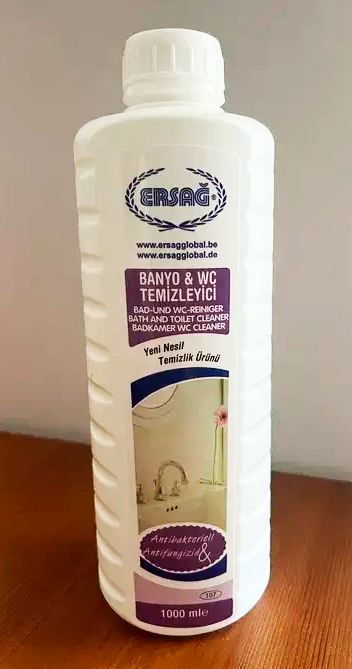 ERSAĞ®
www.ersagglobal.be
www.ersagglobal.de
BANYO & WC
TEMİZLEYİCİ
BAD-UND WC-REINIGER
BATH AND TOILET CLEANER
BADKAMER WC CLEANER
Yeni Nesil
Temizlik Ürünü
Antibakteriell
&
Antifungizid
107
1000 ml℮